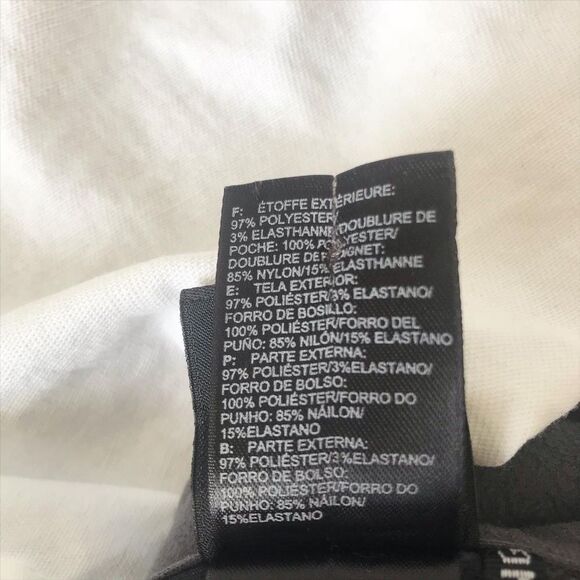 F: ÉTOFFE EXTÉRIEURE:
97% POLYESTER/
3% ELASTHANNE/DOUBLURE DE
POCHE: 100% POLYESTER/
DOUBLURE DE POIGNET:
85% NYLON/15% ELASTHANNE
E: TELA EXTERIOR:
97% POLIÉSTER/3% ELASTANO/
FORRO DE BOSILLO:
100% POLIÉSTER/FORRO DEL
PUÑO: 85% NILÓN/15% ELASTANO
P: PARTE EXTERNA:
97% POLIÉSTER/3%ELASTANO/
FORRO DE BOLSO:
100% POLIÉSTER/FORRO DO
PUNHO: 85% NÁILON/
15%ELASTANO
B: PARTE EXTERNA:
97% POLIÉSTER/3%ELASTANO/
FORRO DE BOLSO:
100% POLIÉSTER/FORRO DO
PUNHO: 85% NÁILON/
15%ELASTANO